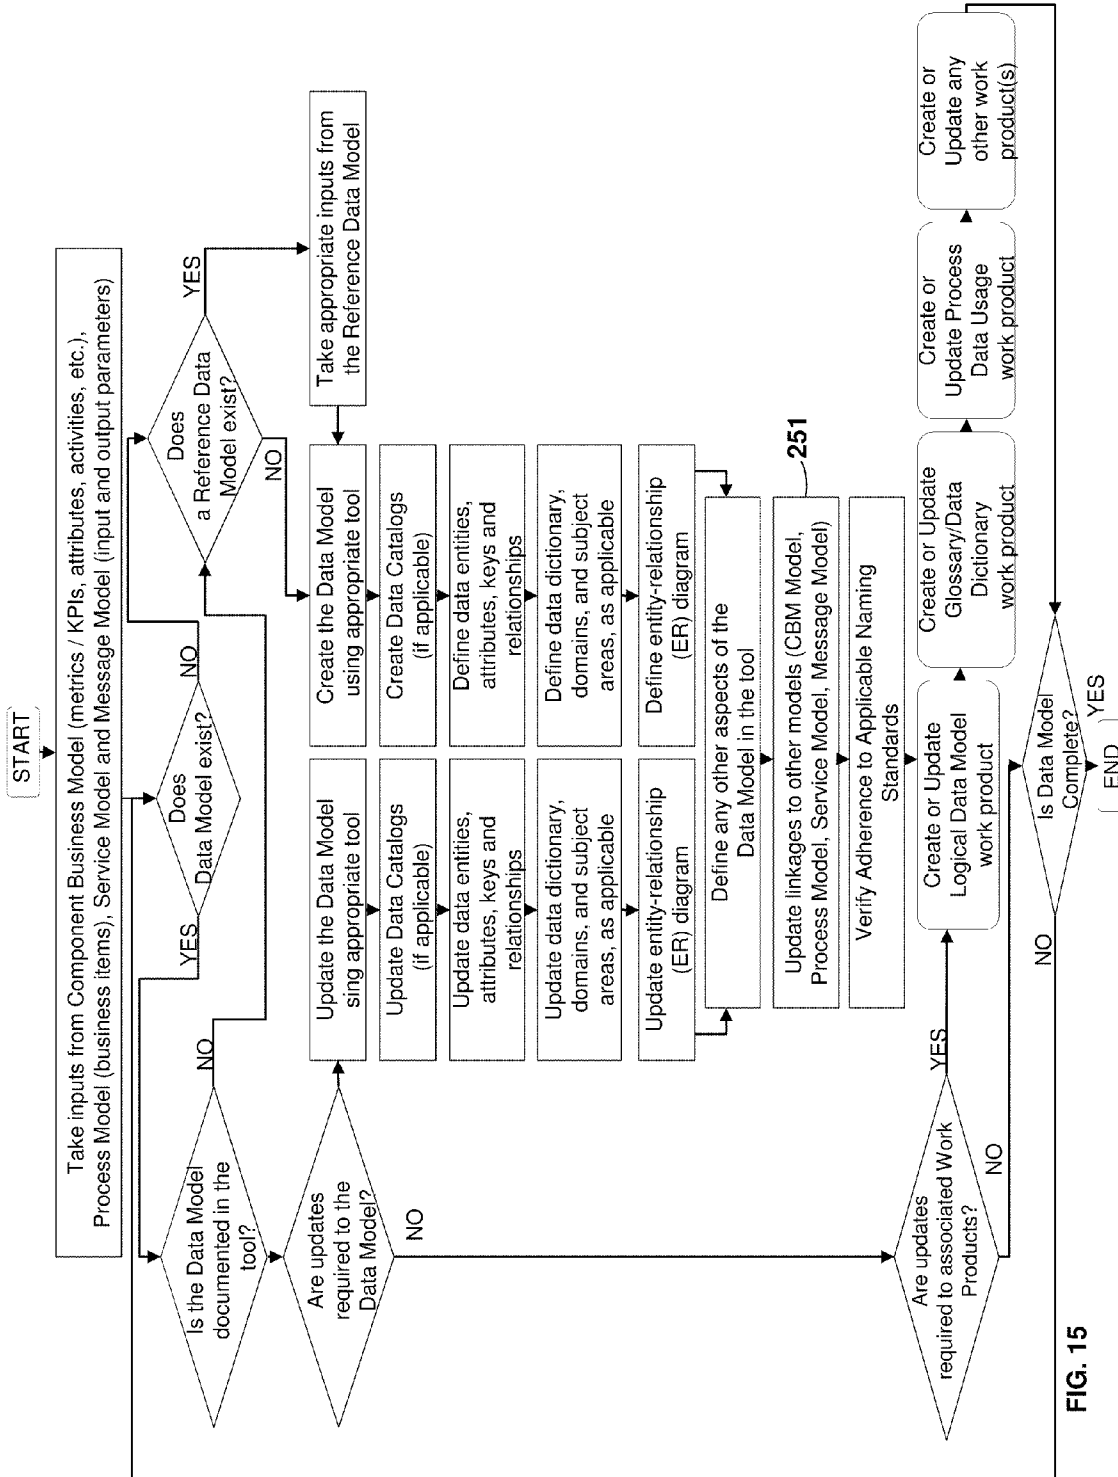 START
Take inputs from Component Business Model (metrics / KPIs, attributes, activities, etc.),
Process Model (business items), Service Model and Message Model (input and output parameters)
Does
Data Model exist?
YES
NO
Does
a Reference Data
Model exist?
YES
NO
Is the Data Model
documented in the
tool?
NO
Are updates
required to the
Data Model?
NO
Take appropriate inputs from
the Reference Data Model
Update the Data Model
sing appropriate tool
Update Data Catalogs
(if applicable)
Update data entities,
attributes, keys and
relationships
Update data dictionary,
domains, and subject
areas, as applicable
Update entity-relationship
(ER) diagram
Create the Data Model
using appropriate tool
Create Data Catalogs
(if applicable)
Define data entities,
attributes, keys and
relationships
Define data dictionary,
domains, and subject
areas, as applicable
Define entity-relationship
(ER) diagram
Define any other aspects of the
Data Model in the tool
Update linkages to other models (CBM Model,
Process Model, Service Model, Message Model)
251
Verify Adherence to Applicable Naming
Standards
Are updates
required to associated Work
Products?
YES
NO
Create or Update
Logical Data Model
work product
Create or Update
Glossary/Data
Dictionary
work product
Create or
Update Process
Data Usage
work product
Create or
Update any
other work
product(s)
Is Data Model
Complete?
NO
YES
END
FIG. 15